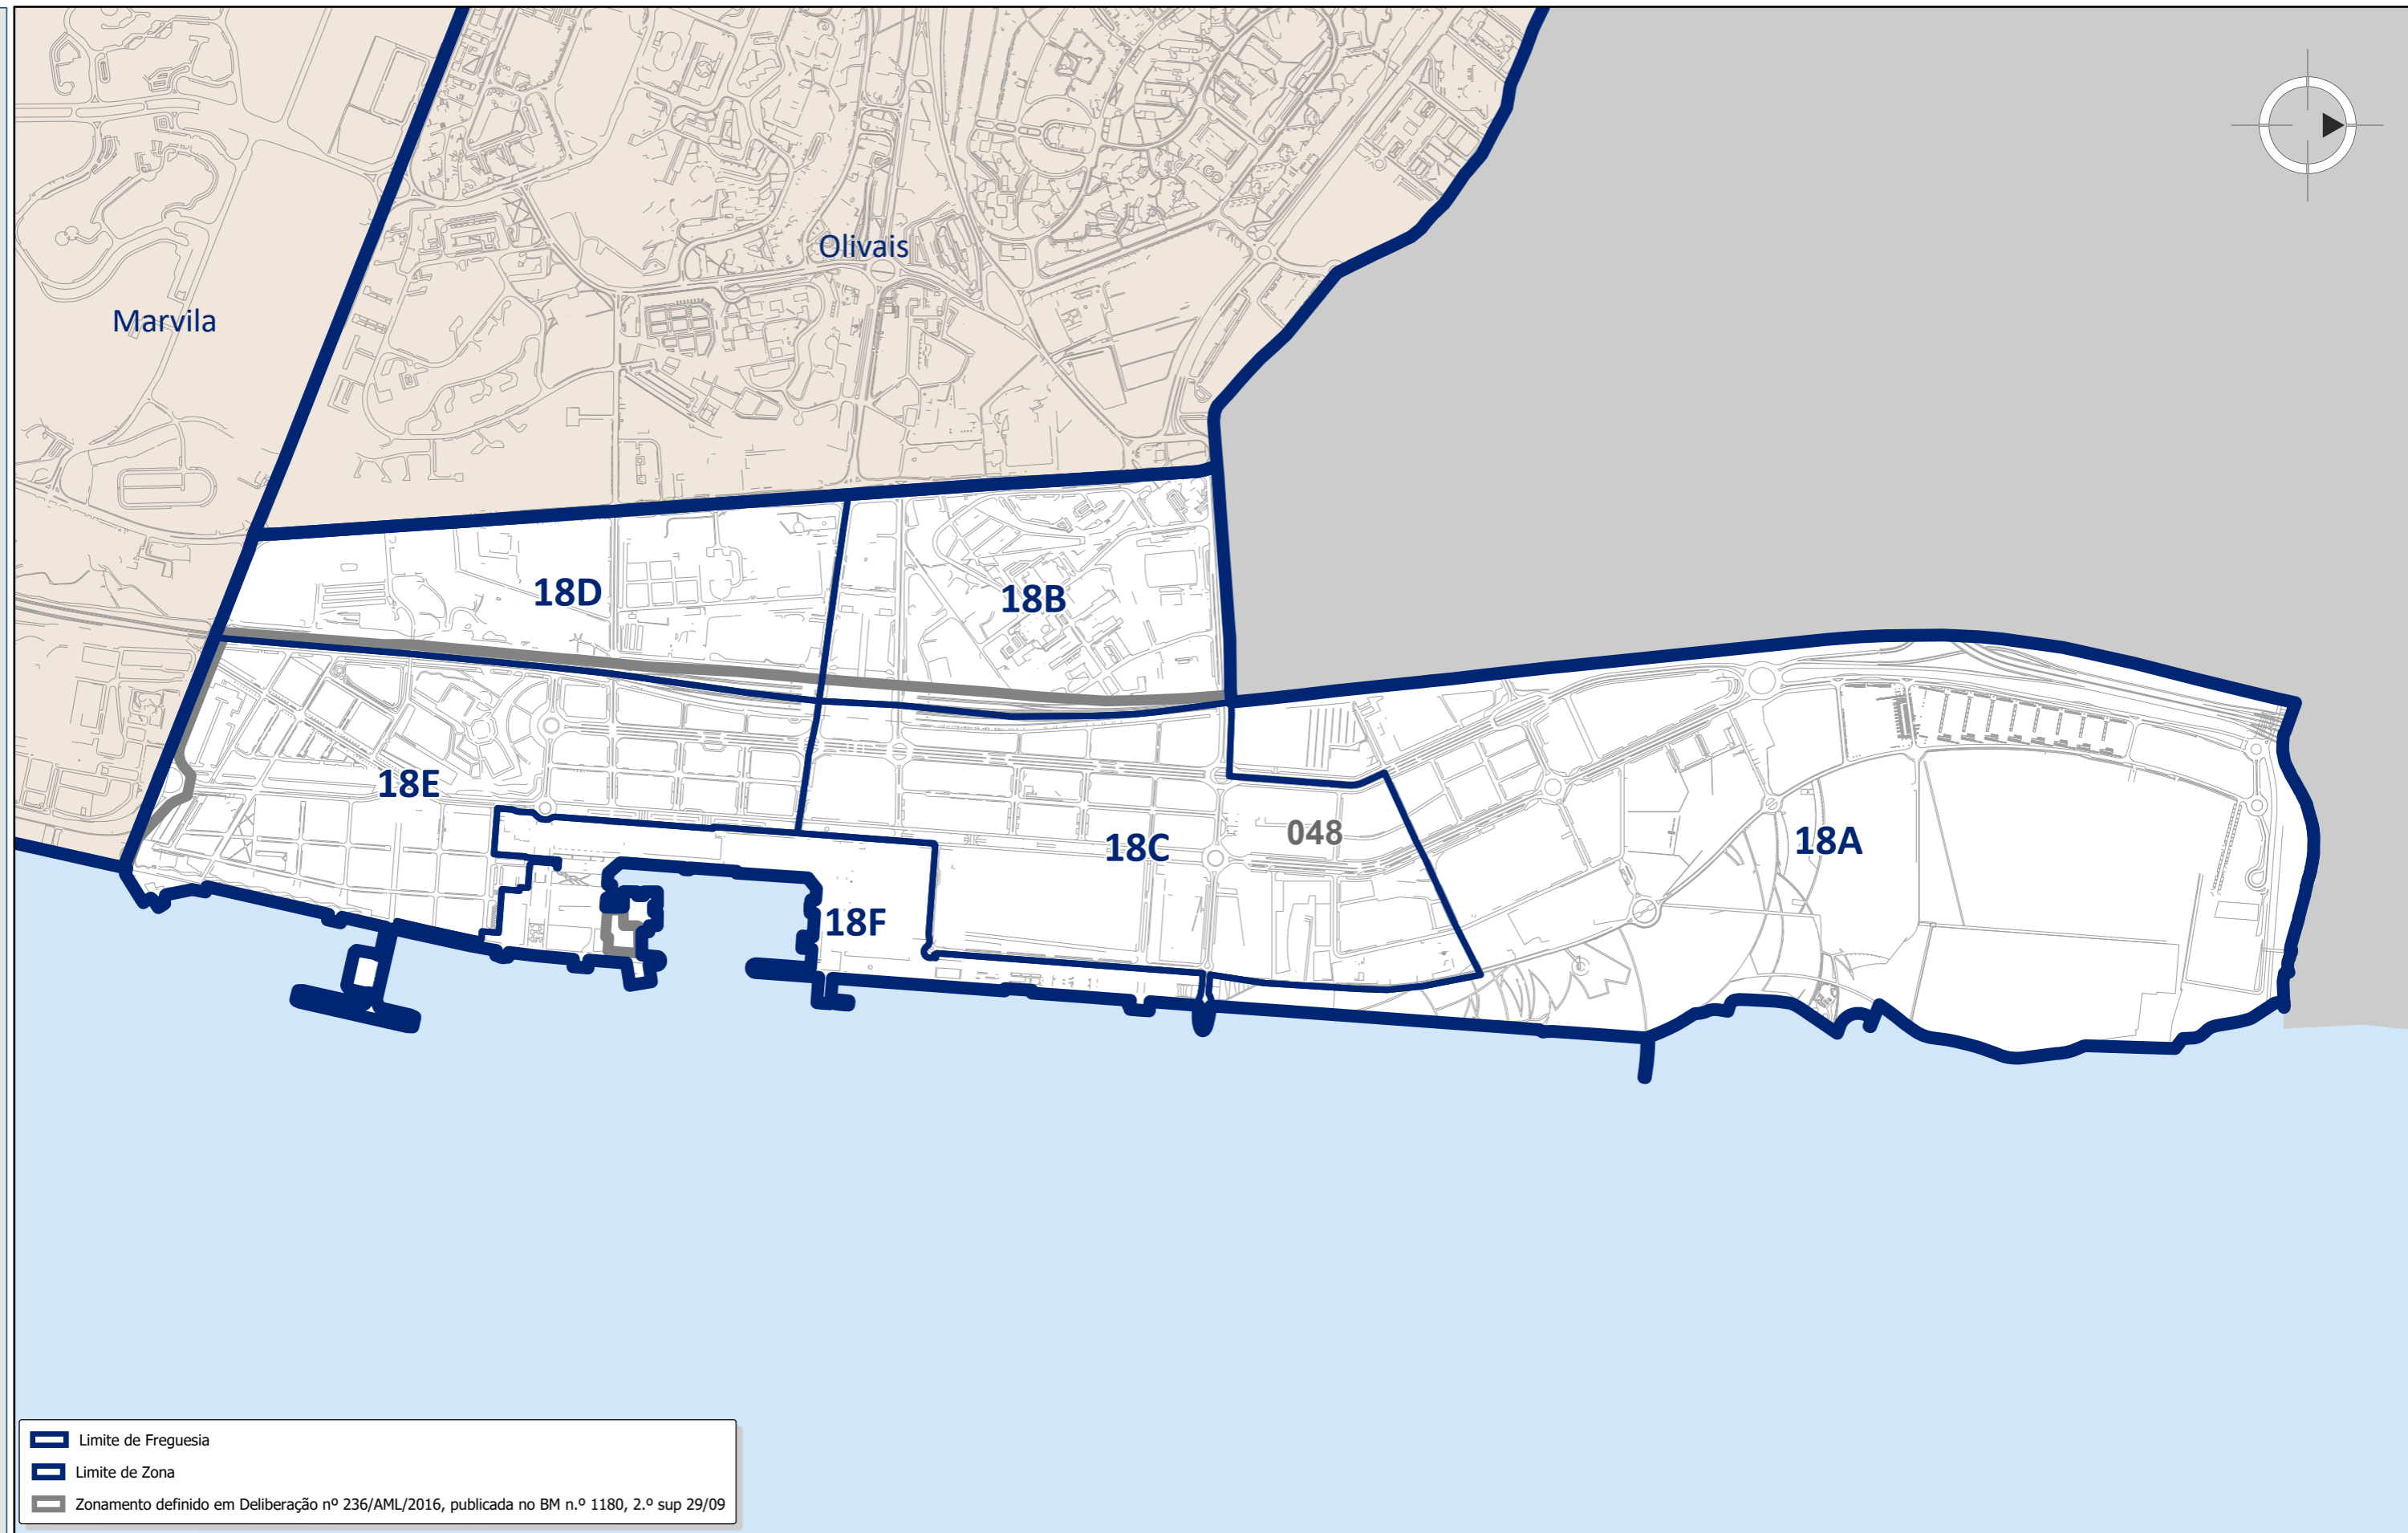 Olivais
Marvila
18D
18B
18E
18C
048
18A
18F
Limite de Freguesia
Limite de Zona
Zonamento definido em Deliberação nº 236/AML/2016, publicada no BM n.º 1180, 2.º sup 29/09